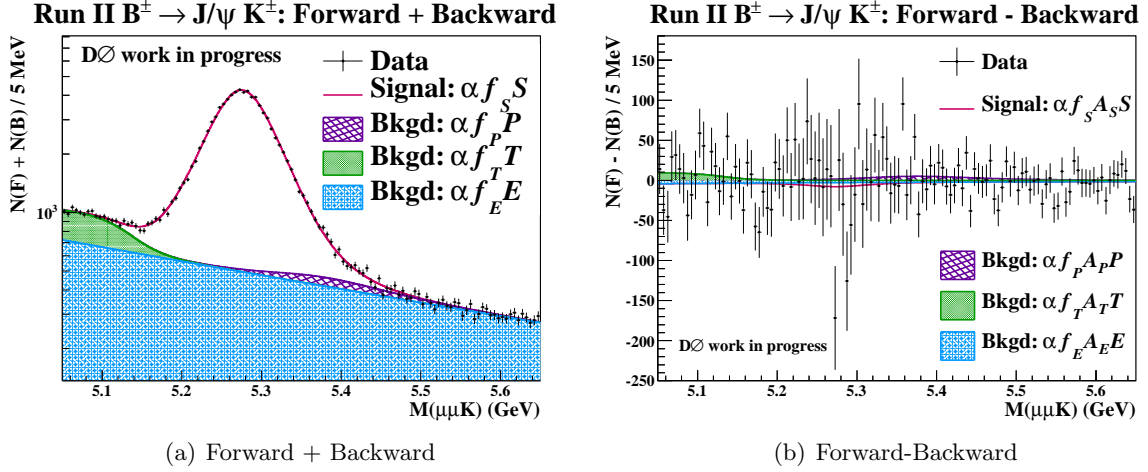 Run II B± → J/ψ K±: Forward + Backward
N(F) + N(B) / 5 MeV
DØ work in progress
Data
Signal: αf_S S
Bkgd: αf_P P
Bkgd: αf_T T
Bkgd: αf_E E
10³
5.1 5.2 5.3 5.4 5.5 5.6
M(μμK) (GeV)
(a) Forward + Backward
Run II B± → J/ψ K±: Forward - Backward
N(F) - N(B) / 5 MeV
150
100
50
0
-50
-100
-150
-200
-250
Data
Signal: αf_S A_S S
Bkgd: αf_P A_P P
Bkgd: αf_T A_T T
Bkgd: αf_E A_E E
DØ work in progress
5.1 5.2 5.3 5.4 5.5 5.6
M(μμK) (GeV)
(b) Forward-Backward